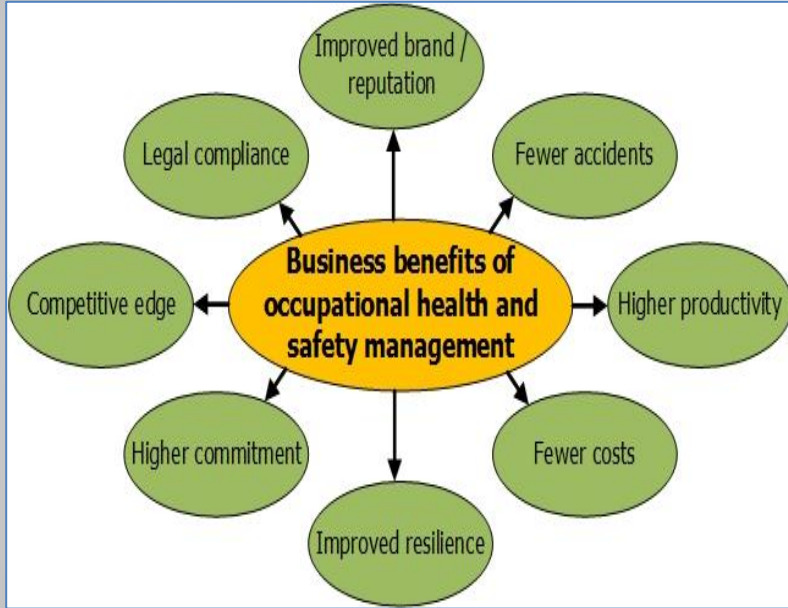 Improved brand /
reputation
Legal compliance
Fewer accidents
Business benefits of
occupational health and
safety management
Competitive edge
Higher productivity
Higher commitment
Fewer costs
Improved resilience